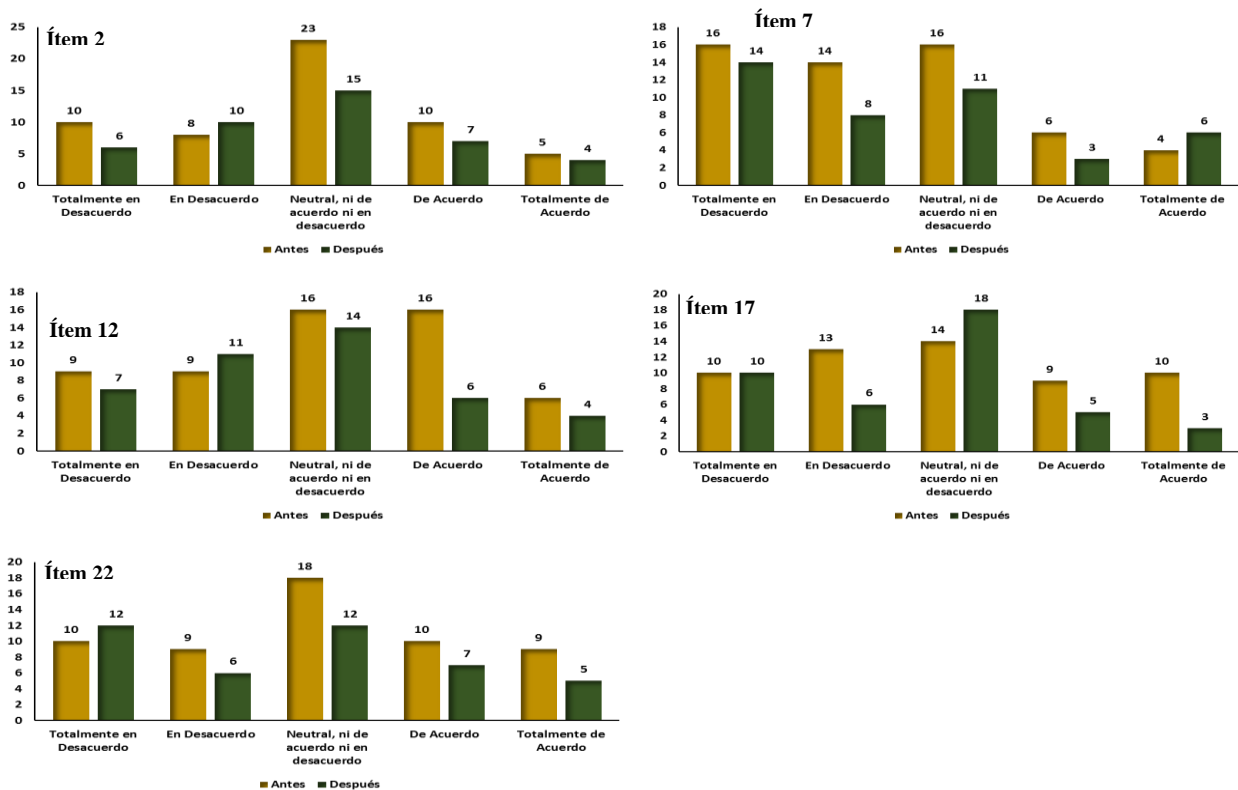 Ítem 2
25
20
15
10
5
0
10
6
8
10
23
15
10
7
5
4
Totalmente en
Desacuerdo
En Desacuerdo
Neutral, ni de
acuerdo ni en
desacuerdo
De Acuerdo
Totalmente de
Acuerdo
Antes
Después
Ítem 7
18
16
14
12
10
8
6
4
2
0
16
14
14
8
16
11
6
3
4
6
Totalmente en
Desacuerdo
En Desacuerdo
Neutral, ni de
acuerdo ni en
desacuerdo
De Acuerdo
Totalmente de
Acuerdo
Antes
Después
Ítem 12
18
16
14
12
10
8
6
4
2
0
9
7
9
11
16
14
16
6
6
4
Totalmente en
Desacuerdo
En Desacuerdo
Neutral, ni de
acuerdo ni en
desacuerdo
De Acuerdo
Totalmente de
Acuerdo
Antes
Después
Ítem 17
20
18
16
14
12
10
8
6
4
2
0
10
10
13
6
14
18
9
5
10
3
Totalmente en
Desacuerdo
En Desacuerdo
Neutral, ni de
acuerdo ni en
desacuerdo
De Acuerdo
Totalmente de
Acuerdo
Antes
Después
Ítem 22
20
18
16
14
12
10
8
6
4
2
0
10
12
9
6
18
12
10
7
9
5
Totalmente en
Desacuerdo
En Desacuerdo
Neutral, ni de
acuerdo ni en
desacuerdo
De Acuerdo
Totalmente de
Acuerdo
Antes
Después